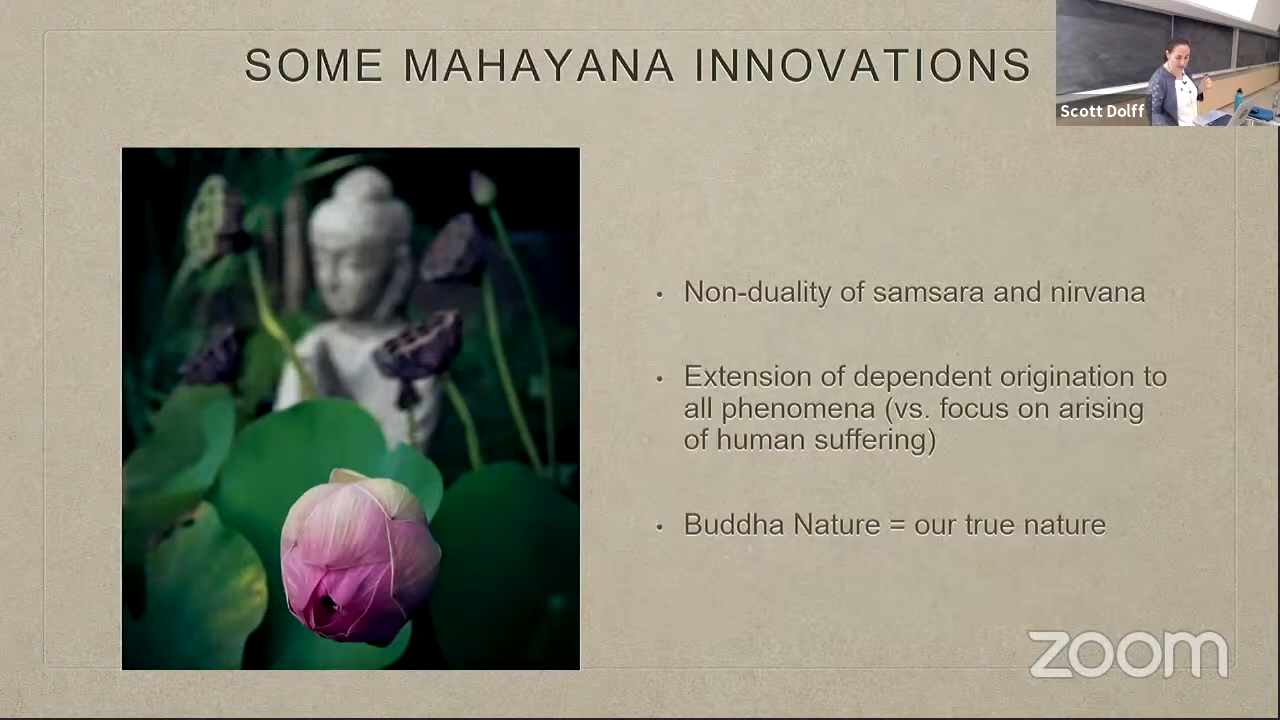 SOME MAHAYANA INNOVATIONS
Scott Dolff
• Non-duality of samsara and nirvana
• Extension of dependent origination to
all phenomena (vs. focus on arising
of human suffering)
• Buddha Nature = our true nature
zoom